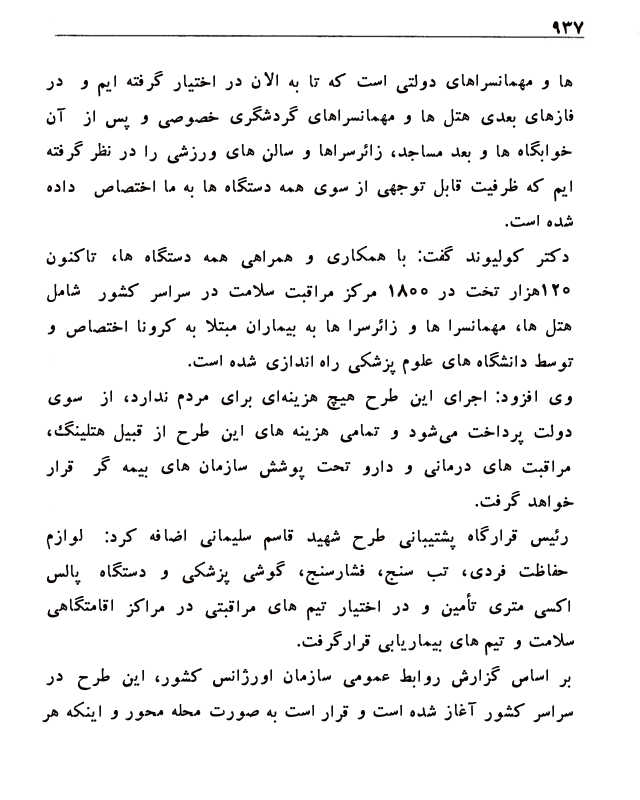 ۹۳۷
ها و مهمانسراهای دولتی است که تا به الان در اختیار گرفته ایم و در
فازهای بعدی هتل ها و مهمانسراهای گردشگری خصوصی و پس از آن
خوابگاه ها و بعد مساجد، زائرسراها و سالن های ورزشی را در نظر گرفته
ایم که ظرفیت قابل توجهی از سوی همه دستگاه ها به ما اختصاص داده
شده است.
دکتر کولیوند گفت: با همکاری و همراهی همه دستگاه ها، تاکنون
۱۲۰هزار تخت در ۱۸۰۰ مرکز مراقبت سلامت در سراسر کشور شامل
هتل ها، مهمانسرا ها و زائرسرا ها به بیماران مبتلا به کرونا اختصاص و
توسط دانشگاه های علوم پزشکی راه اندازی شده است.
وی افزود: اجرای این طرح هیچ هزینه‌ای برای مردم ندارد، از سوی
دولت پرداخت می‌شود و تمامی هزینه های این طرح از قبیل هتلینگ،
مراقبت های درمانی و دارو تحت پوشش سازمان های بیمه گر قرار
خواهد گرفت.
رئیس قرارگاه پشتیبانی طرح شهید قاسم سلیمانی اضافه کرد: لوازم
حفاظت فردی، تب سنج، فشارسنج، گوشی پزشکی و دستگاه پالس
اکسی متری تأمین و در اختیار تیم های مراقبتی در مراکز اقامتگاهی
سلامت و تیم های بیماریابی قرارگرفت.
بر اساس گزارش روابط عمومی سازمان اورژانس کشور، این طرح در
سراسر کشور آغاز شده است و قرار است به صورت محله محور و اینکه هر